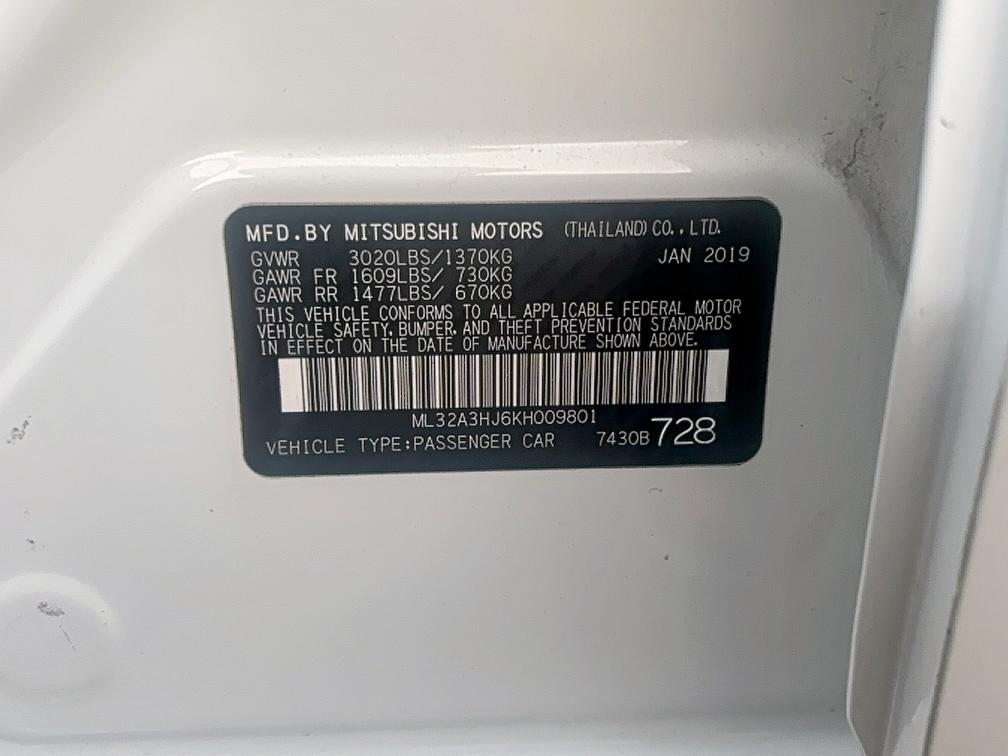 MFD.BY MITSUBISHI MOTORS (THAILAND)CO.,LTD.
GVWR 3020LBS/1370KG JAN 2019
GAWR FR 1609LBS/ 730KG
GAWR RR 1477LBS/ 670KG
THIS VEHICLE CONFORMS TO ALL APPLICABLE FEDERAL MOTOR
VEHICLE SAFETY, BUMPER, AND THEFT PREVENTION STANDARDS
IN EFFECT ON THE DATE OF MANUFACTURE SHOWN ABOVE.
ML32A3HJ6KH009801
VEHICLE TYPE:PASSENGER CAR 7430B 728